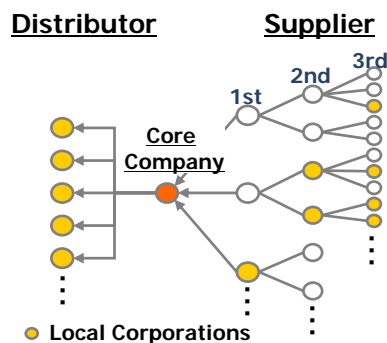 Distributor
Supplier
3rd
2nd
1st
Core
Company
Local Corporations